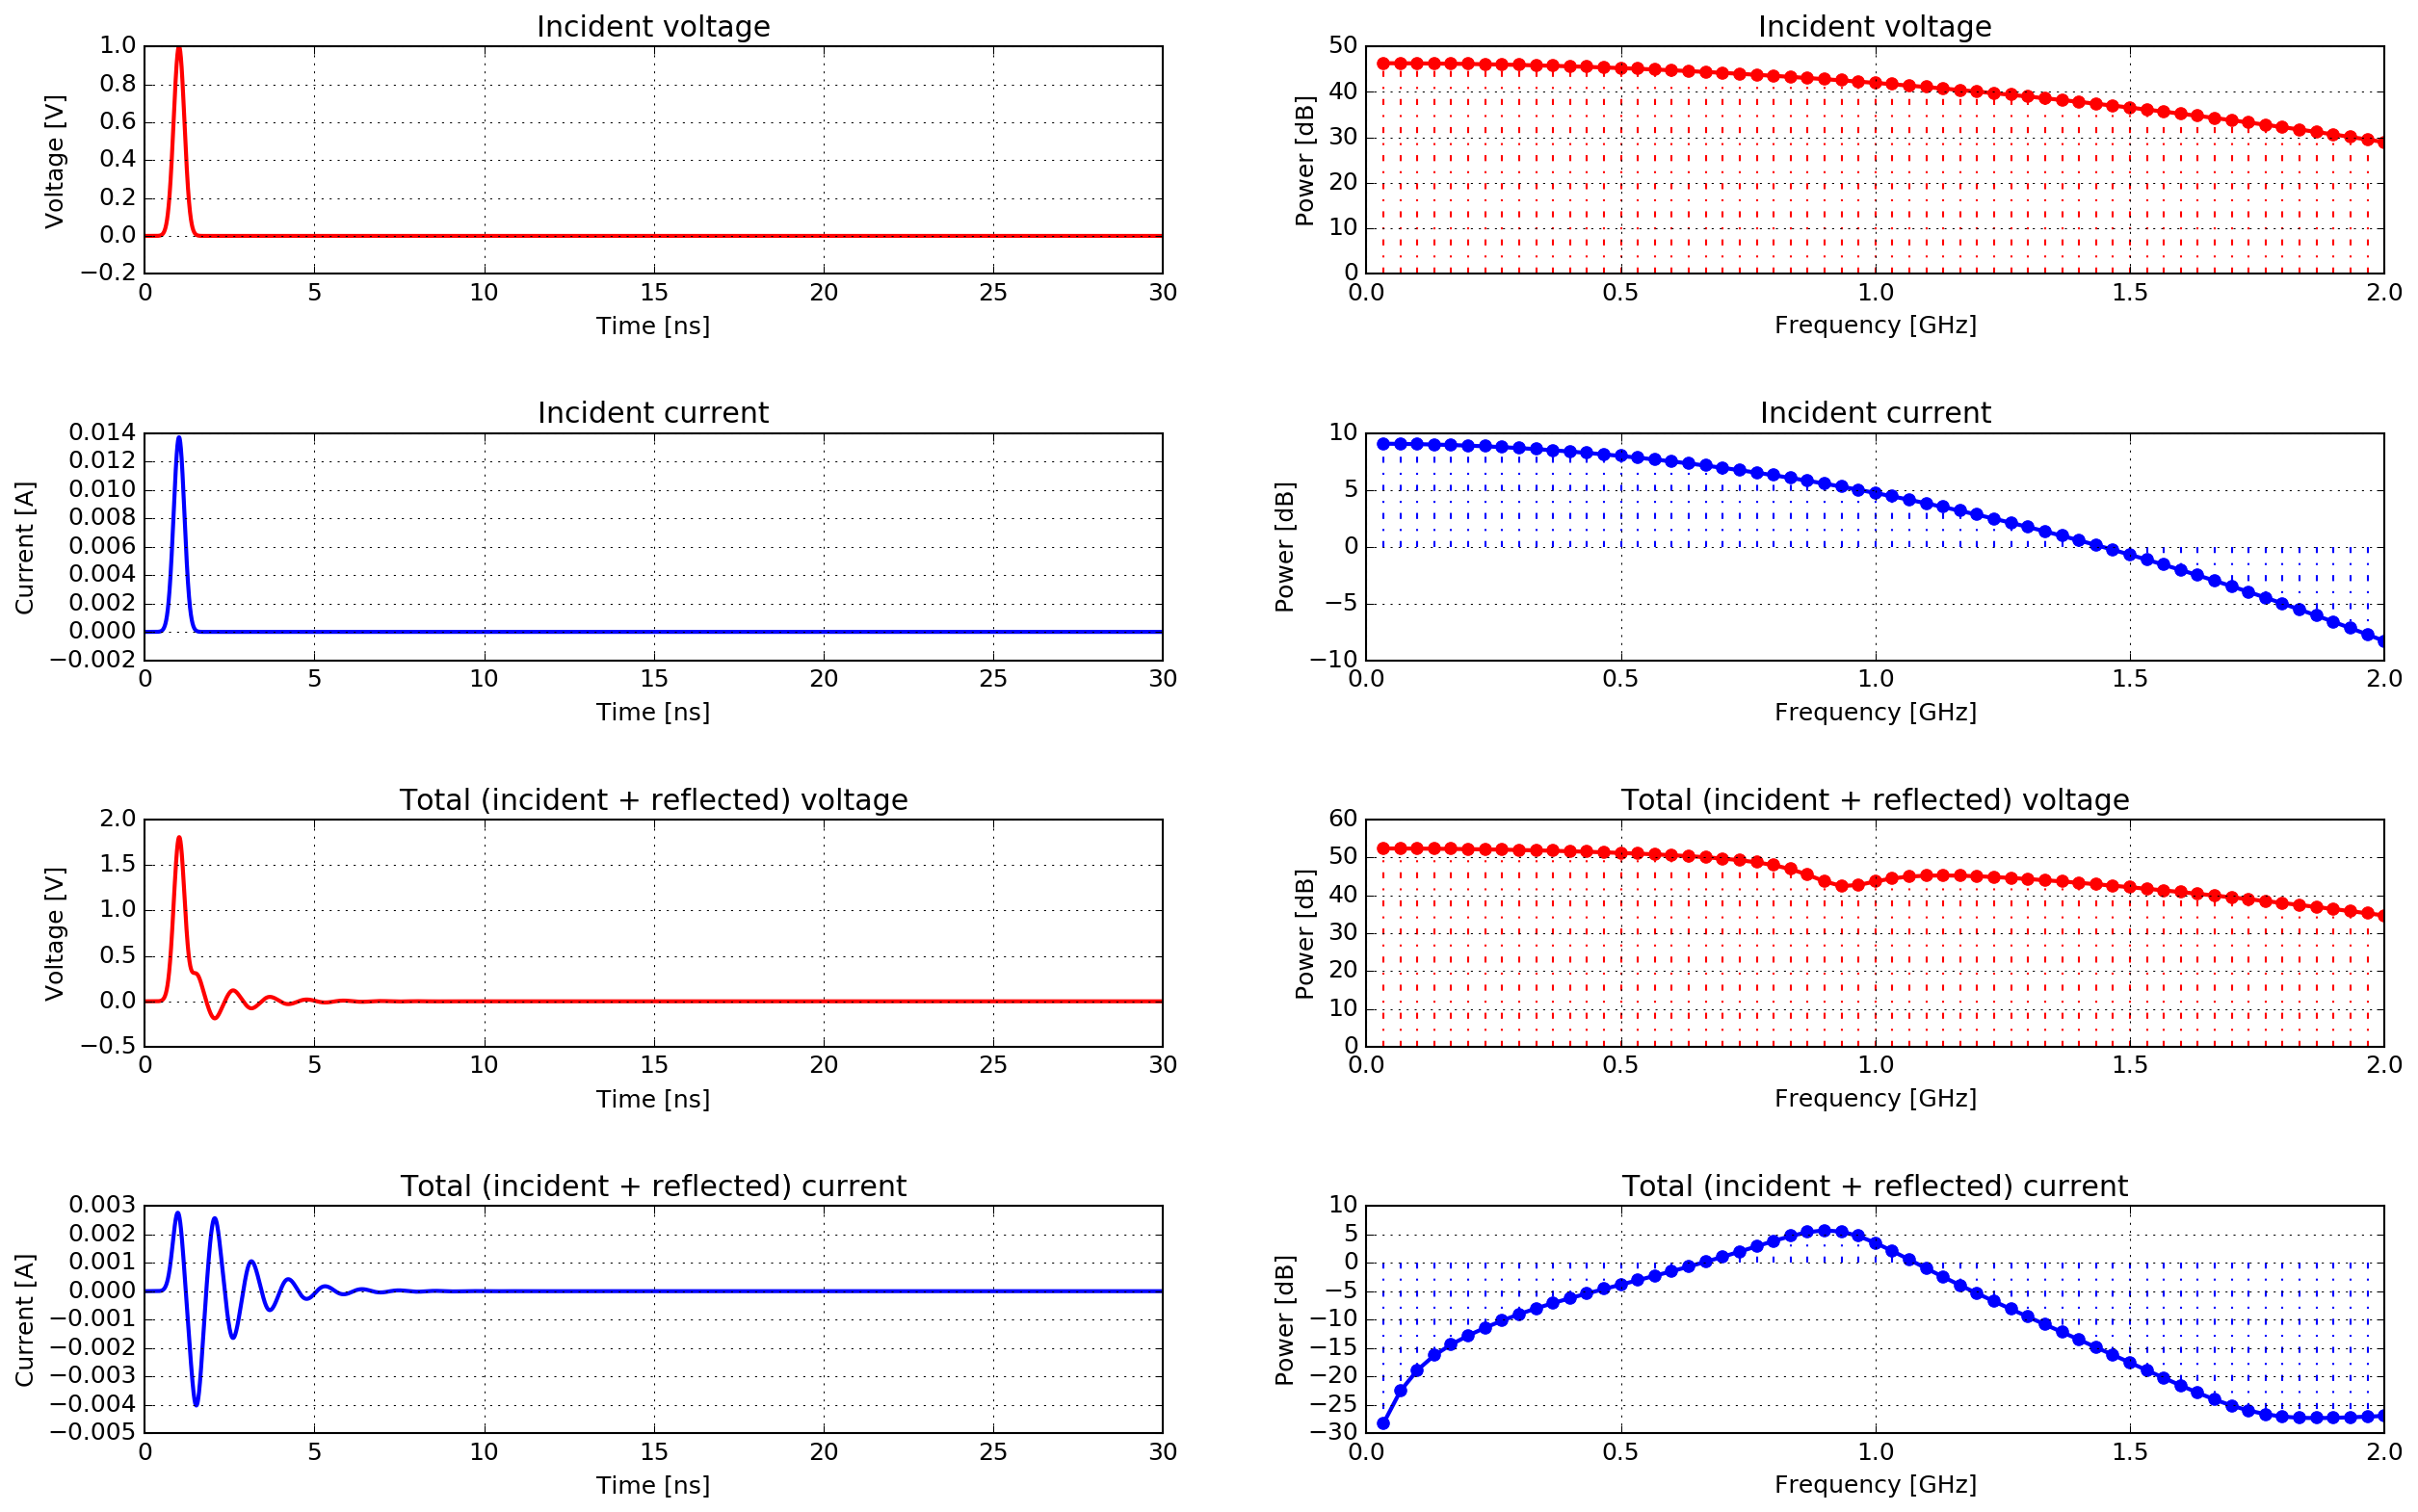 Incident voltage
1.0
0.8
0.6
0.4
0.2
0.0
−0.2
Voltage [V]
0 5 10 15 20 25 30
Time [ns]
Incident voltage
50
40
30
20
10
0
Power [dB]
0.0 0.5 1.0 1.5 2.0
Frequency [GHz]
Incident current
0.014
0.012
0.010
0.008
0.006
0.004
0.002
0.000
−0.002
Current [A]
0 5 10 15 20 25 30
Time [ns]
Incident current
10
5
0
−5
−10
Power [dB]
0.0 0.5 1.0 1.5 2.0
Frequency [GHz]
Total (incident + reflected) voltage
2.0
1.5
1.0
0.5
0.0
−0.5
Voltage [V]
0 5 10 15 20 25 30
Time [ns]
Total (incident + reflected) voltage
60
50
40
30
20
10
0
Power [dB]
0.0 0.5 1.0 1.5 2.0
Frequency [GHz]
Total (incident + reflected) current
0.003
0.002
0.001
0.000
−0.001
−0.002
−0.003
−0.004
−0.005
Current [A]
0 5 10 15 20 25 30
Time [ns]
Total (incident + reflected) current
10
5
0
−5
−10
−15
−20
−25
−30
Power [dB]
0.0 0.5 1.0 1.5 2.0
Frequency [GHz]